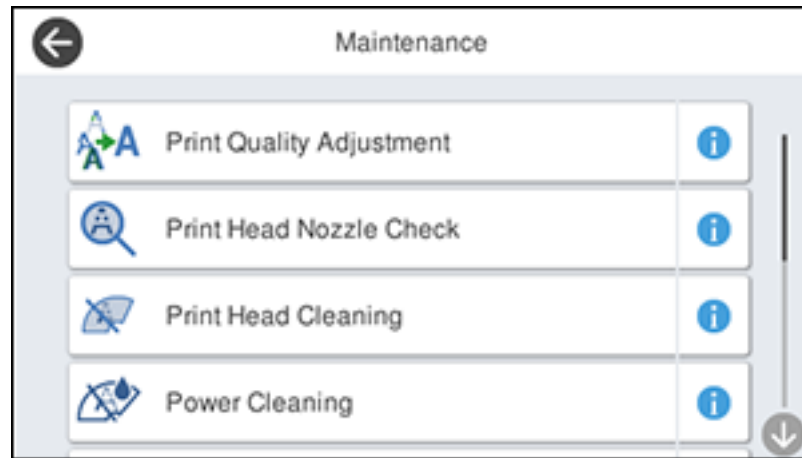 Maintenance
Print Quality Adjustment
Print Head Nozzle Check
Print Head Cleaning
Power Cleaning